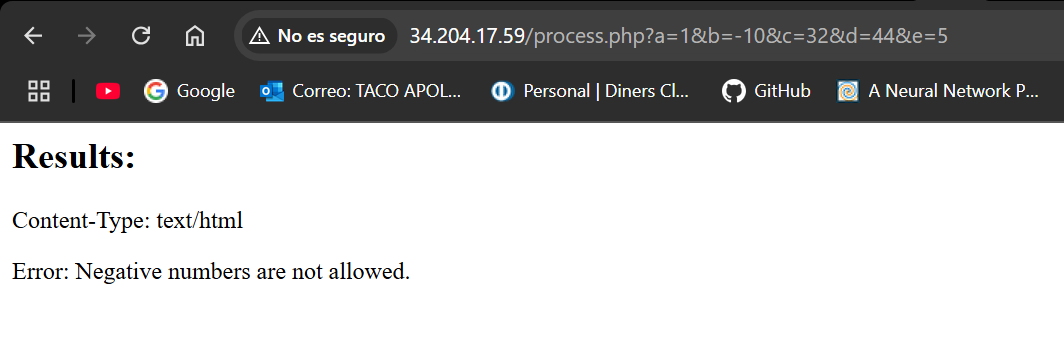 No es seguro 34.204.17.59/process.php?a=1&b=-10&c=32&d=44&e=5
Google Correo: TACO APOL... Personal | Diners Cl... GitHub A Neural Network P...
Results:
Content-Type: text/html
Error: Negative numbers are not allowed.